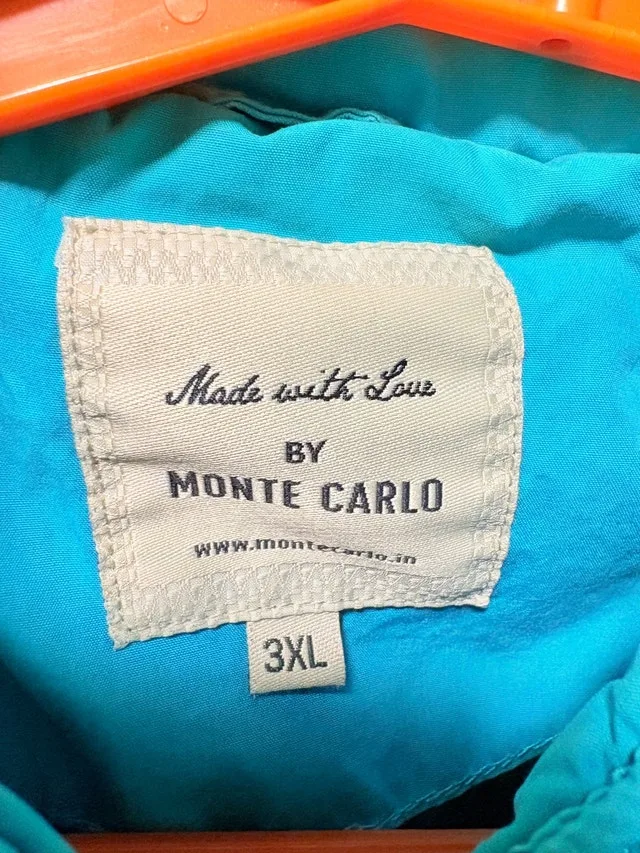 Made with Love
BY
MONTE CARLO
www.montecarlo.in
3XL